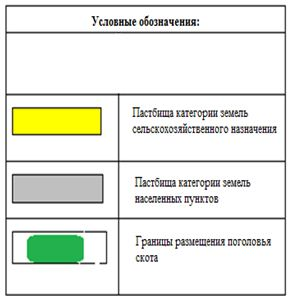 Условные обозначения:
Пастбища категории земель
сельскохозяйственного назначения
Пастбища категории земель
населенных пунктов
Границы размещения поголовья
скота